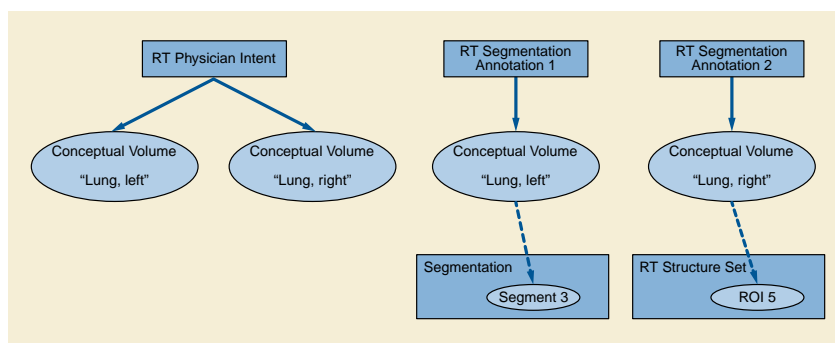 RT Physician Intent
RT Segmentation
Annotation 1
RT Segmentation
Annotation 2
Conceptual Volume
“Lung, left”
Conceptual Volume
“Lung, right”
Conceptual Volume
“Lung, left”
Conceptual Volume
“Lung, right”
Segmentation
Segment 3
RT Structure Set
ROI 5